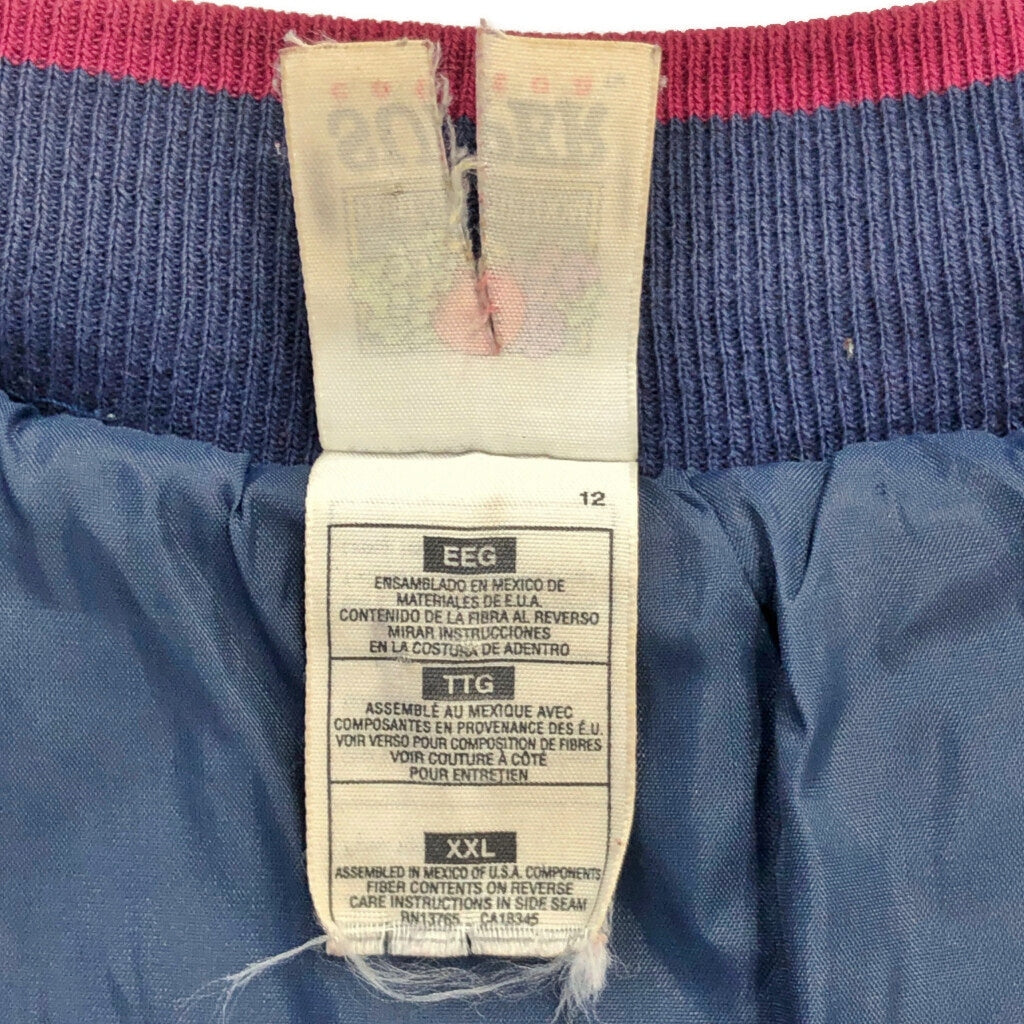 12
EEG
ENSAMBLADO EN MEXICO DE
MATERIALES DE E.U.A.
CONTENIDO DE LA FIBRA AL REVERSO
MIRAR INSTRUCCIONES
EN LA COSTURA DE ADENTRO
TTG
ASSEMBLÉ AU MEXIQUE AVEC
COMPOSANTES EN PROVENANCE DES É.U.
VOIR VERSO POUR COMPOSITION DE FIBRES
VOIR COUTURE À CÔTÉ
POUR ENTRETIEN
XXL
ASSEMBLED IN MEXICO OF U.S.A. COMPONENTS
FIBER CONTENTS ON REVERSE
CARE INSTRUCTIONS IN SIDE SEAM
RN13765 CA18345